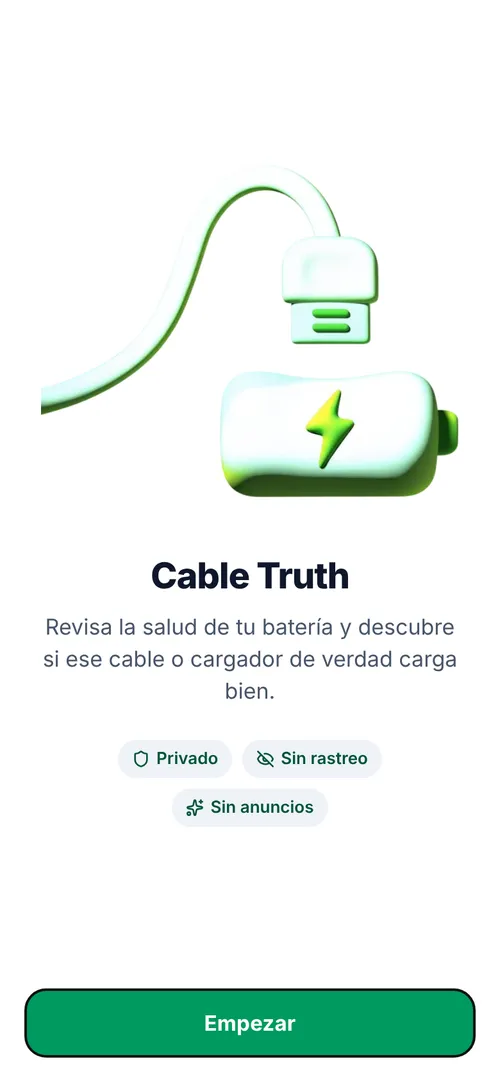 Cable Truth
Revisa la salud de tu batería y descubre
si ese cable o cargador de verdad carga
bien.
Privado
Sin rastreo
Sin anuncios
Empezar